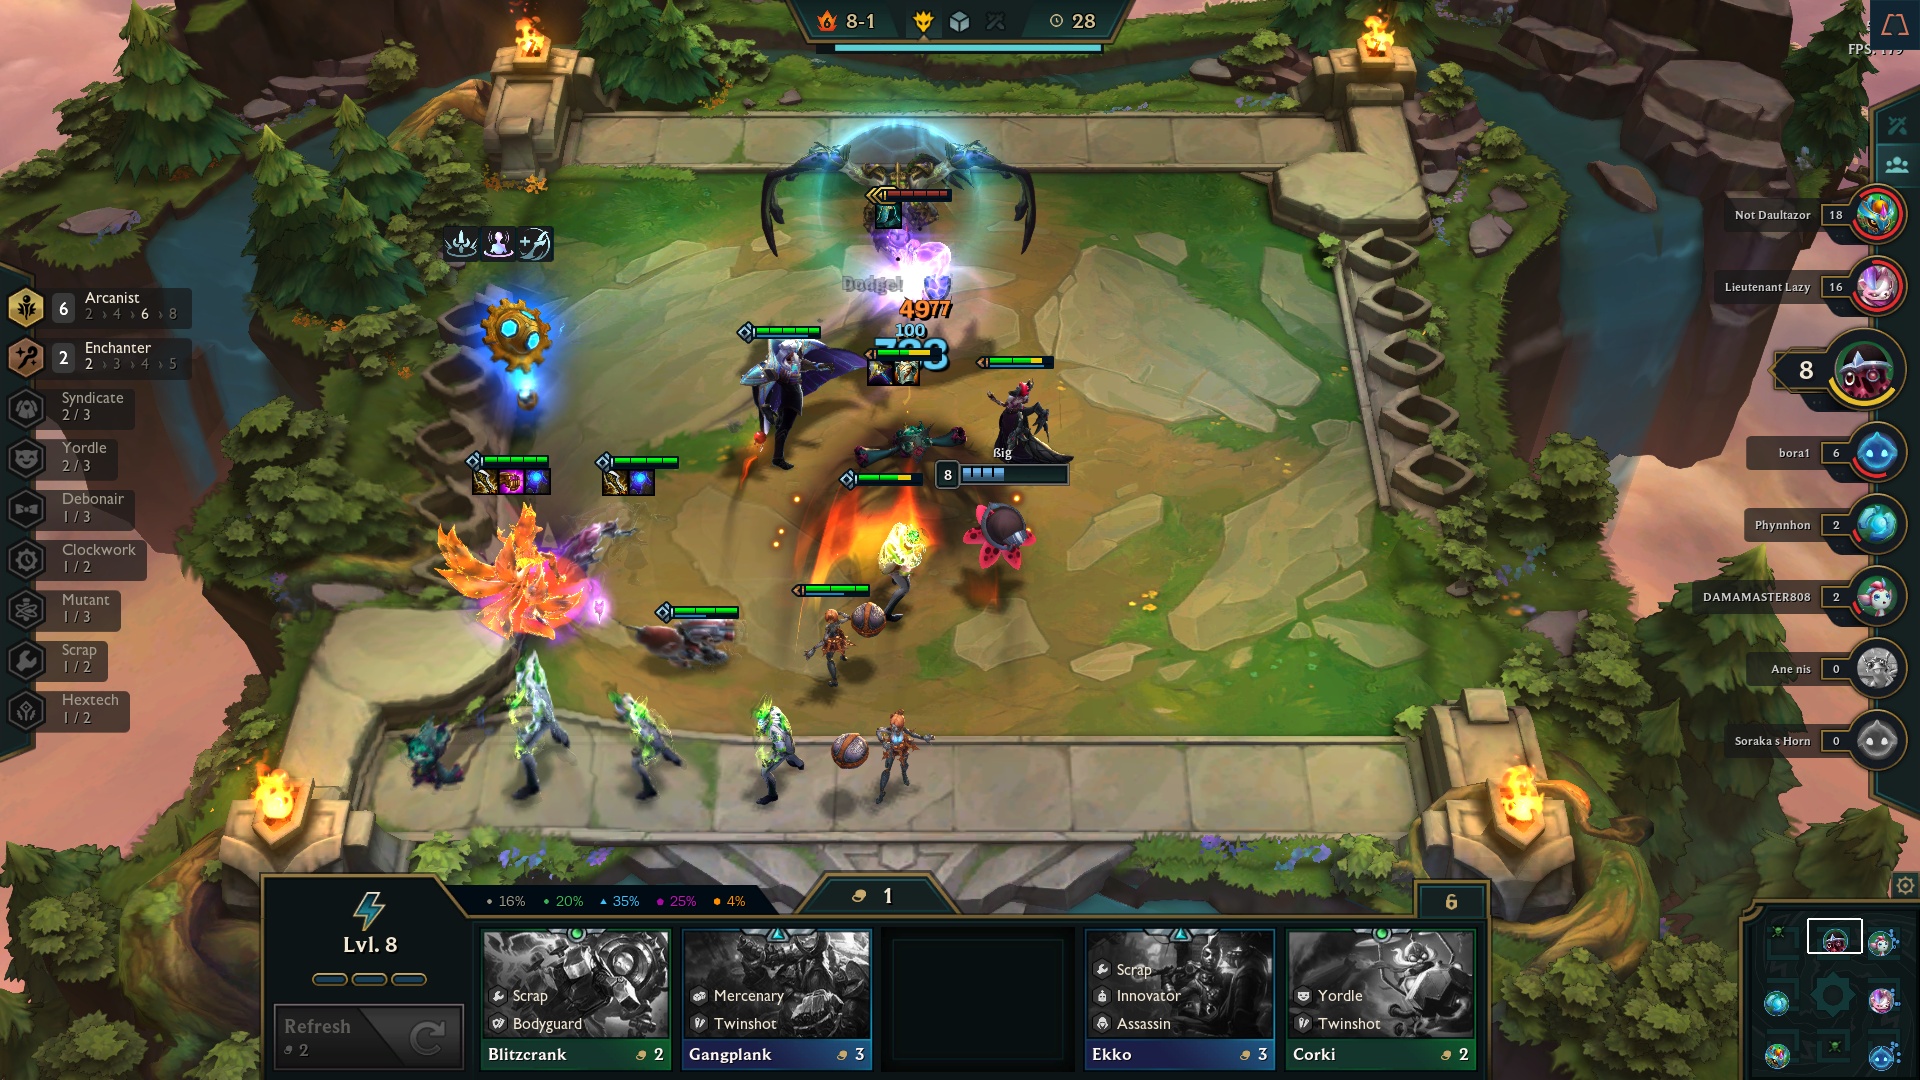 8-1
28
FPS: 179
6 Arcanist
2 › 4 › 6 › 8
2 Enchanter
2 › 3 › 4 › 5
Syndicate
2 / 3
Yordle
2 / 3
Debonair
1 / 3
Clockwork
1 / 2
Mutant
1 / 3
Scrap
1 / 2
Hextech
1 / 2
Dodge!
4977
100
8
Not Daultazor 18
Lieutenant Lazy 16
8
bora1 6
Phynnhon 2
DAMAMASTER808 2
Ane nis 0
Soraka s Horn 0
Lvl. 8
16% 20% 35% 25% 4%
1
6
Refresh
2
Scrap
Bodyguard
Blitzcrank 2
Mercenary
Twinshot
Gangplank 3
Scrap
Innovator
Assassin
Ekko 3
Yordle
Twinshot
Corki 2